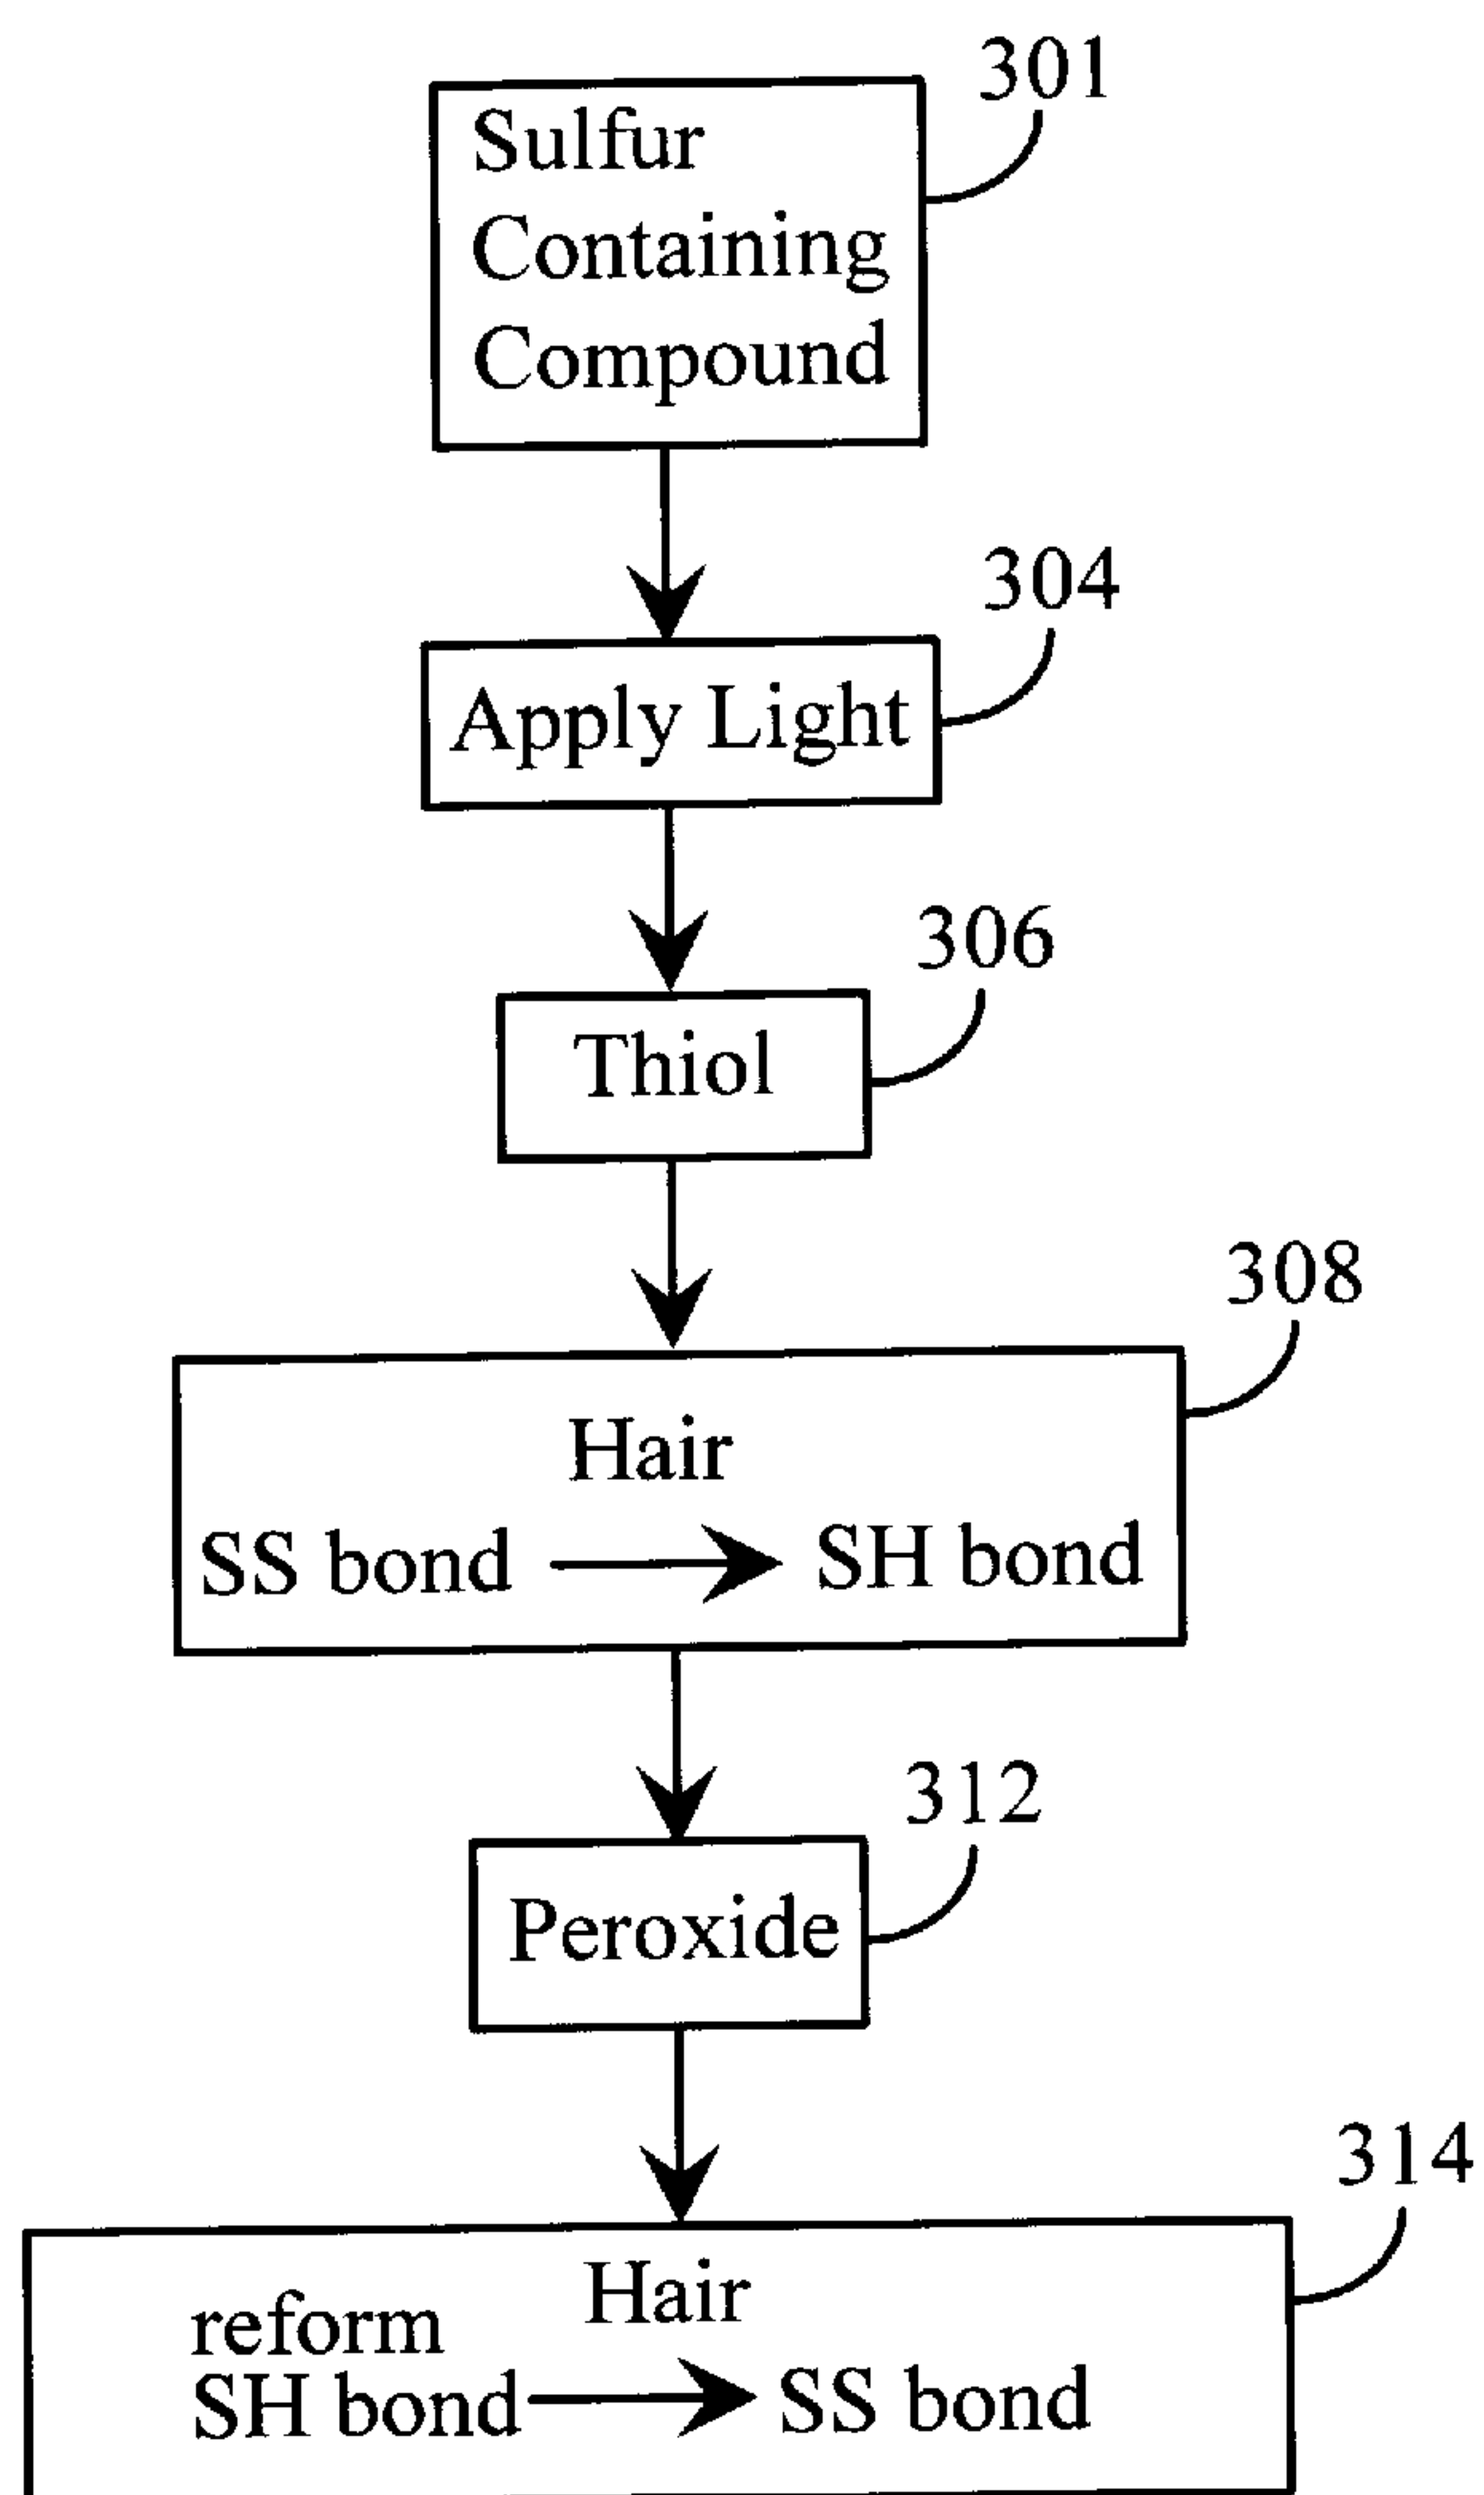 301
Sulfur
Containing
Compound
304
Apply Light
306
Thiol
308
Hair
SS bond SH bond
312
Peroxide
314
Hair
reform
SH bond SS bond